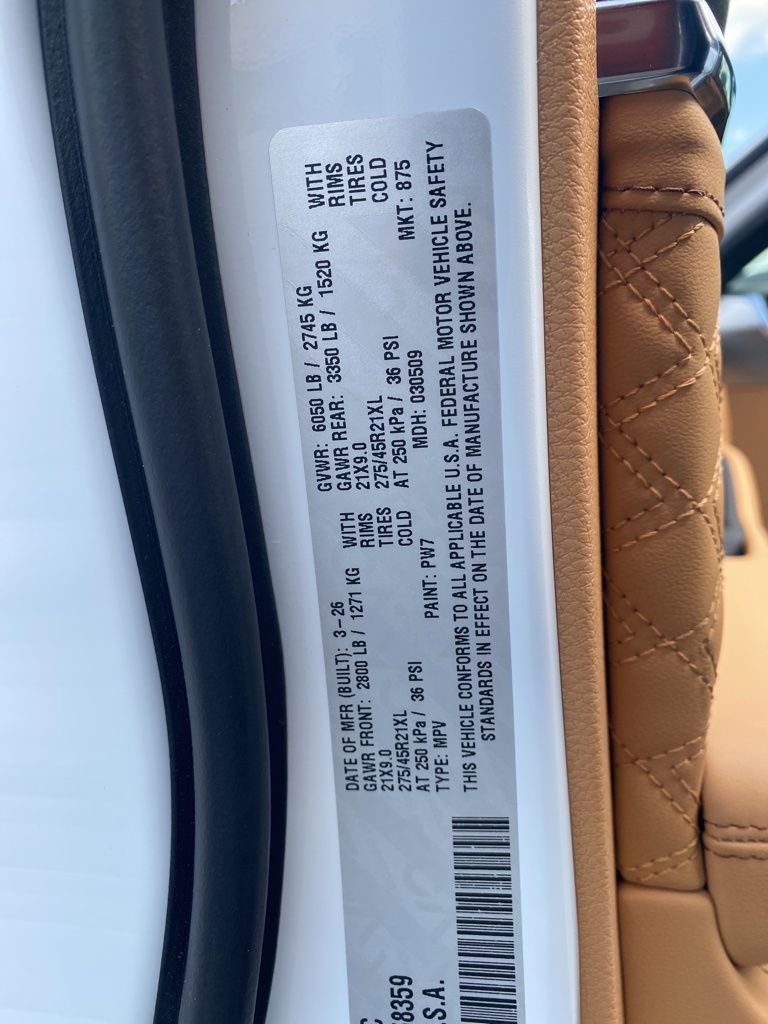 DATE OF MFR (BUILT): 3-26 GVWR: 6050 LB / 2745 KG
GAWR FRONT: 2800 LB / 1271 KG WITH GAWR REAR: 3350 LB / 1520 KG WITH
21X9.0 RIMS 21X9.0 RIMS
275/45R21XL TIRES 275/45R21XL TIRES
AT 250 kPa / 36 PSI COLD AT 250 kPa / 36 PSI COLD
TYPE: MPV PAINT: PW7 MDH: 030509 MKT: 875
THIS VEHICLE CONFORMS TO ALL APPLICABLE U.S.A. FEDERAL MOTOR VEHICLE SAFETY
STANDARDS IN EFFECT ON THE DATE OF MANUFACTURE SHOWN ABOVE.
C
8359
.S.A.